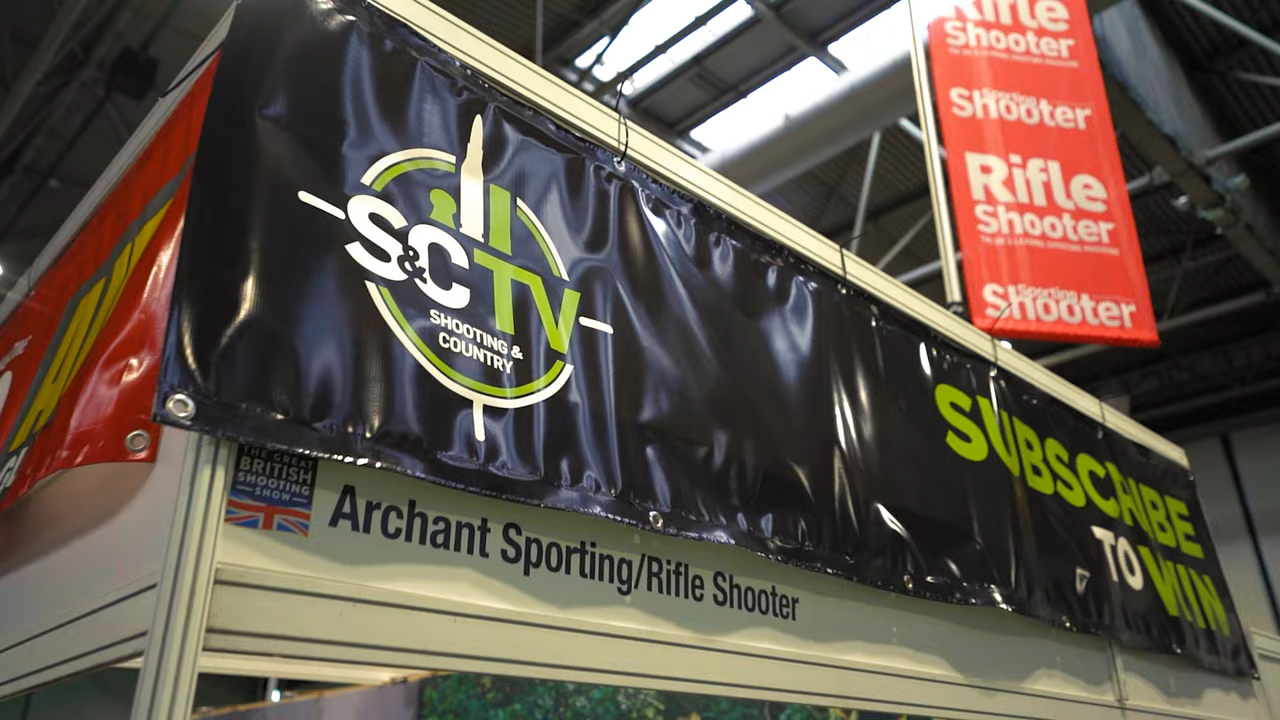 Rifle
Shooter
Sporting
Shooter
Rifle
Shooter
Sporting
Shooter
S&CTV
SHOOTING &
COUNTRY
SUBSCRIBE
TO WIN
THE GREAT
BRITISH
SHOOTING
SHOW
Archant Sporting/Rifle Shooter